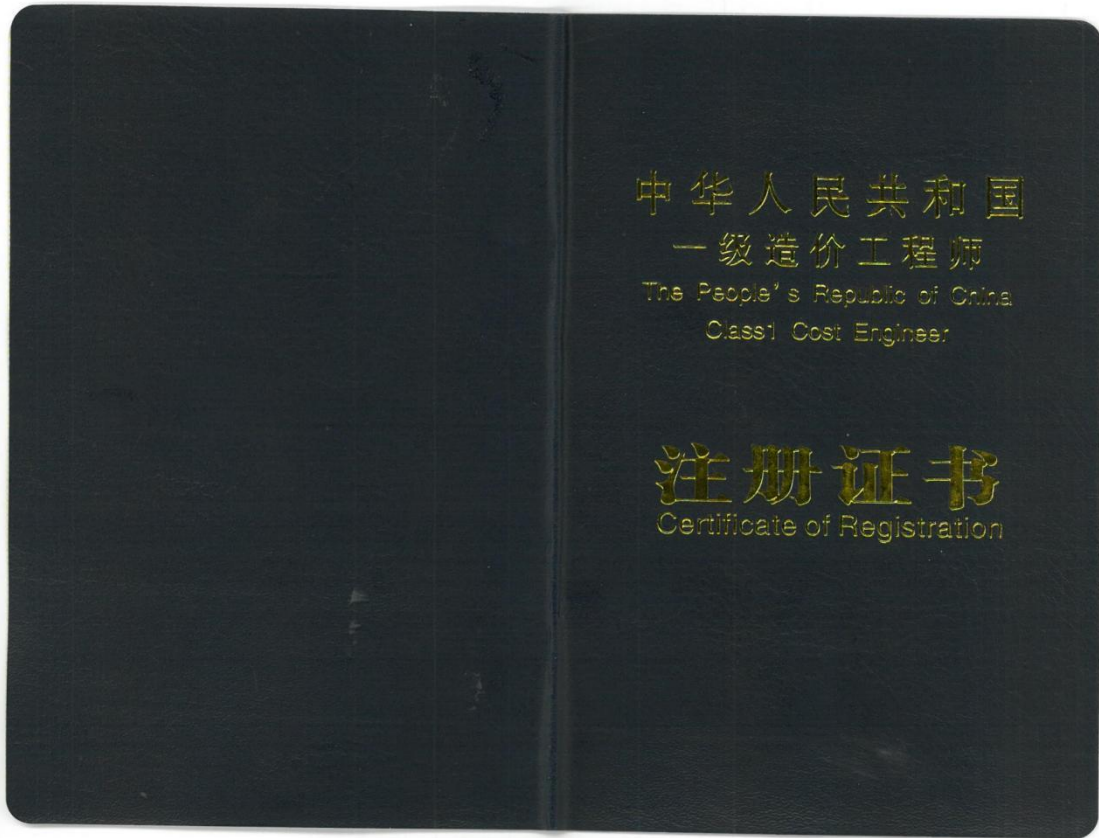 中华人民共和国
一级造价工程师
The People's Republic of China
Class1 Cost Engineer
注册证书
Certificate of Registration